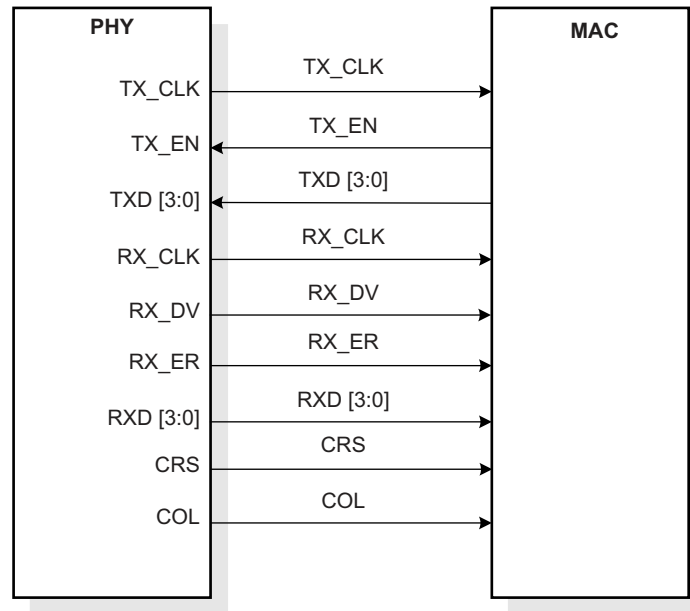 PHY
MAC
TX_CLK
TX_CLK
TX_EN
TX_EN
TXD [3:0]
TXD [3:0]
RX_CLK
RX_CLK
RX_DV
RX_DV
RX_ER
RX_ER
RXD [3:0]
RXD [3:0]
CRS
CRS
COL
COL